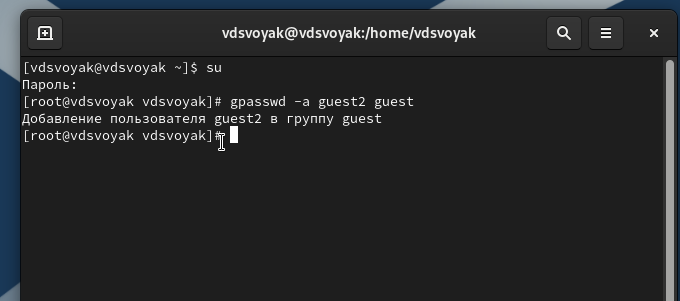 vdsvoyak@vdsvoyak:/home/vdsvoyak
[vdsvoyak@vdsvoyak ~]$ su
Пароль:
[root@vdsvoyak vdsvoyak]# gpasswd -a guest2 guest
Добавление пользователя guest2 в группу guest
[root@vdsvoyak vdsvoyak]#